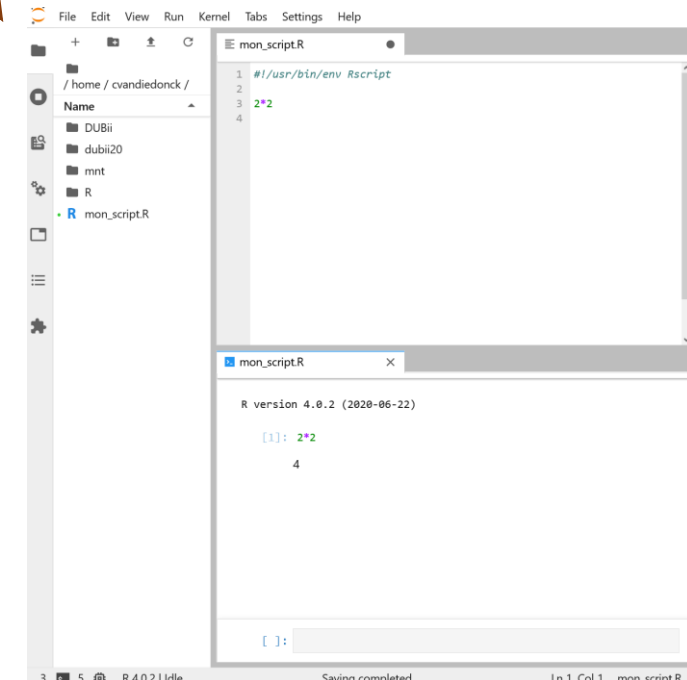 File Edit View Run Kernel Tabs Settings Help
/ home / cvandiedonck /
Name
DUBii
dubii20
mnt
R
R mon_script.R
mon_script.R
1 #!/usr/bin/env Rscript
2
3 2*2
4
mon_script.R
R version 4.0.2 (2020-06-22)
[1]: 2*2
4
[ ]:
3 5 R 4.0.2 | Idle Saving completed Ln 1, Col 1 mon_script.R